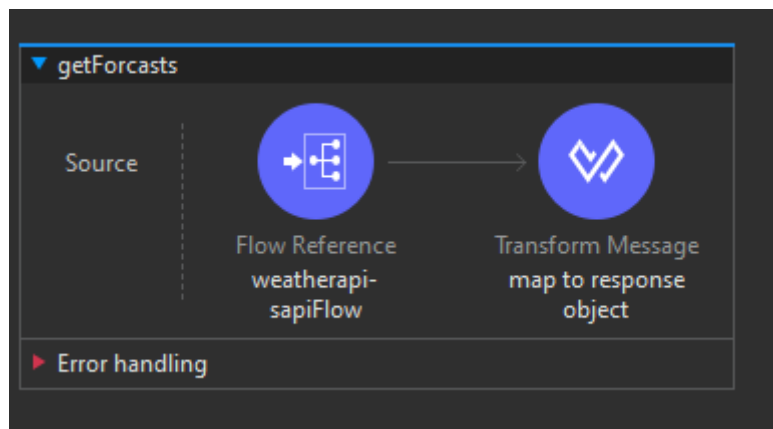 getForcasts
Source
Flow Reference
weatherapi-
sapiFlow
Transform Message
map to response
object
Error handling